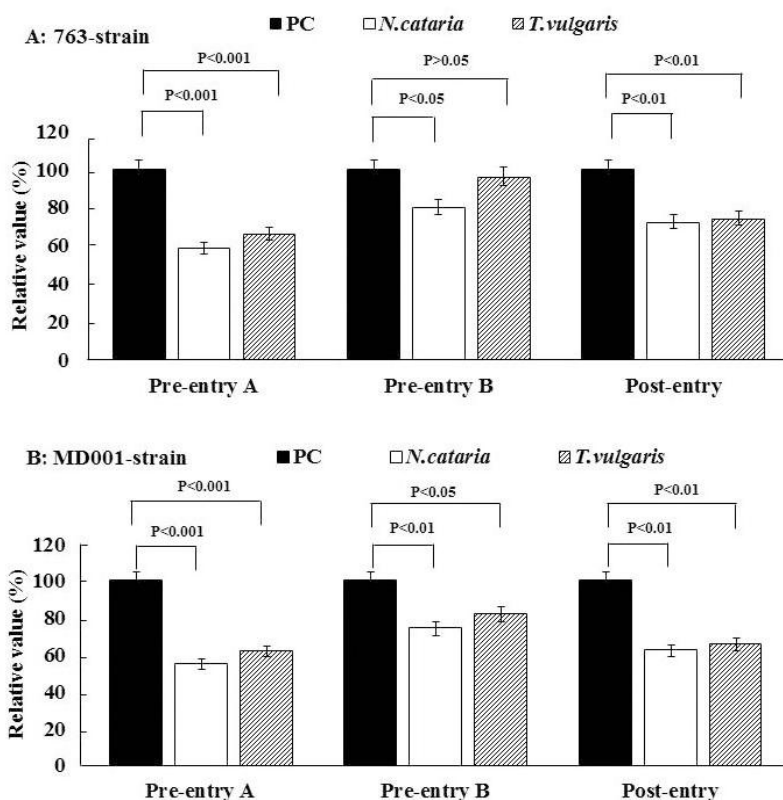 PC N.cataria T.vulgaris
A: 763-strain
P<0.001 P>0.05 P<0.01
P<0.001 P<0.05 P<0.01
Relative value (%)
120
100
80
60
40
20
0
Pre-entry A Pre-entry B Post-entry
B: MD001-strain PC N.cataria T.vulgaris
P<0.001 P<0.05 P<0.01
P<0.001 P<0.01 P<0.01
Relative value (%)
120
100
80
60
40
20
0
Pre-entry A Pre-entry B Post-entry